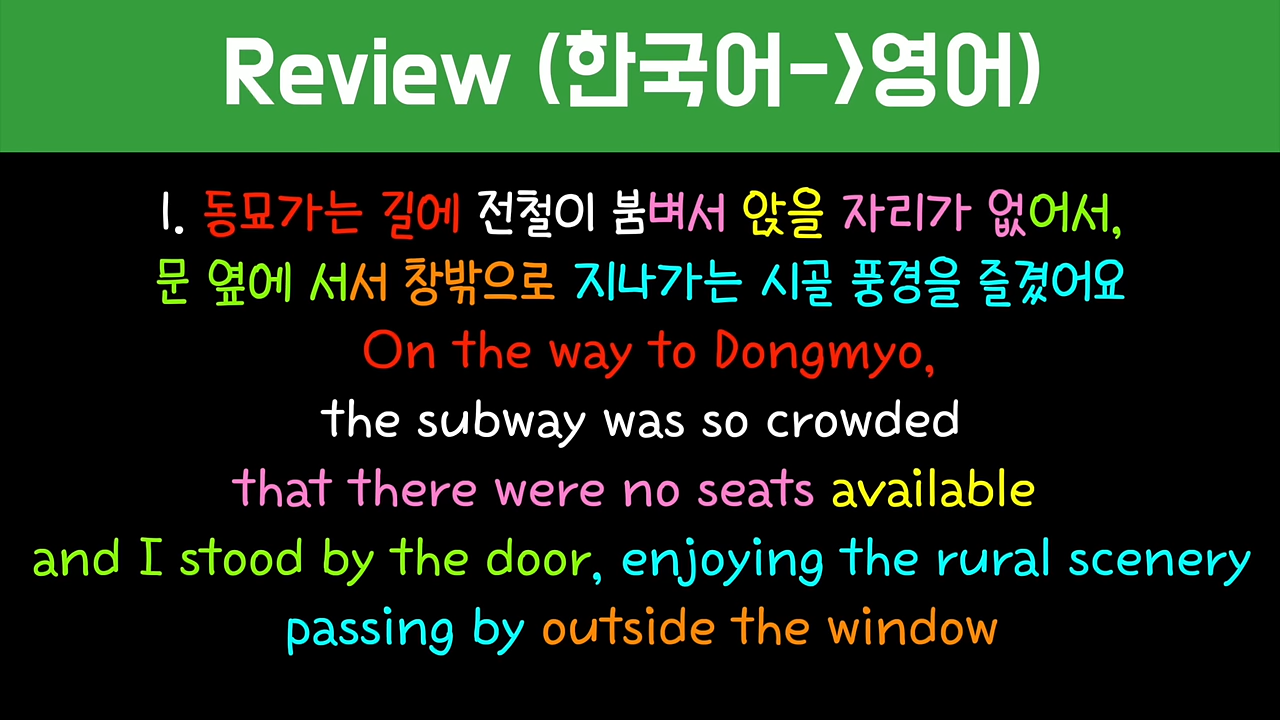 Review (한국어->영어)
1. 동묘가는 길에 전철이 붐벼서 앉을 자리가 없어서,
문 옆에 서서 창밖으로 지나가는 시골 풍경을 즐겼어요
On the way to Dongmyo,
the subway was so crowded
that there were no seats available
and I stood by the door, enjoying the rural scenery
passing by outside the window